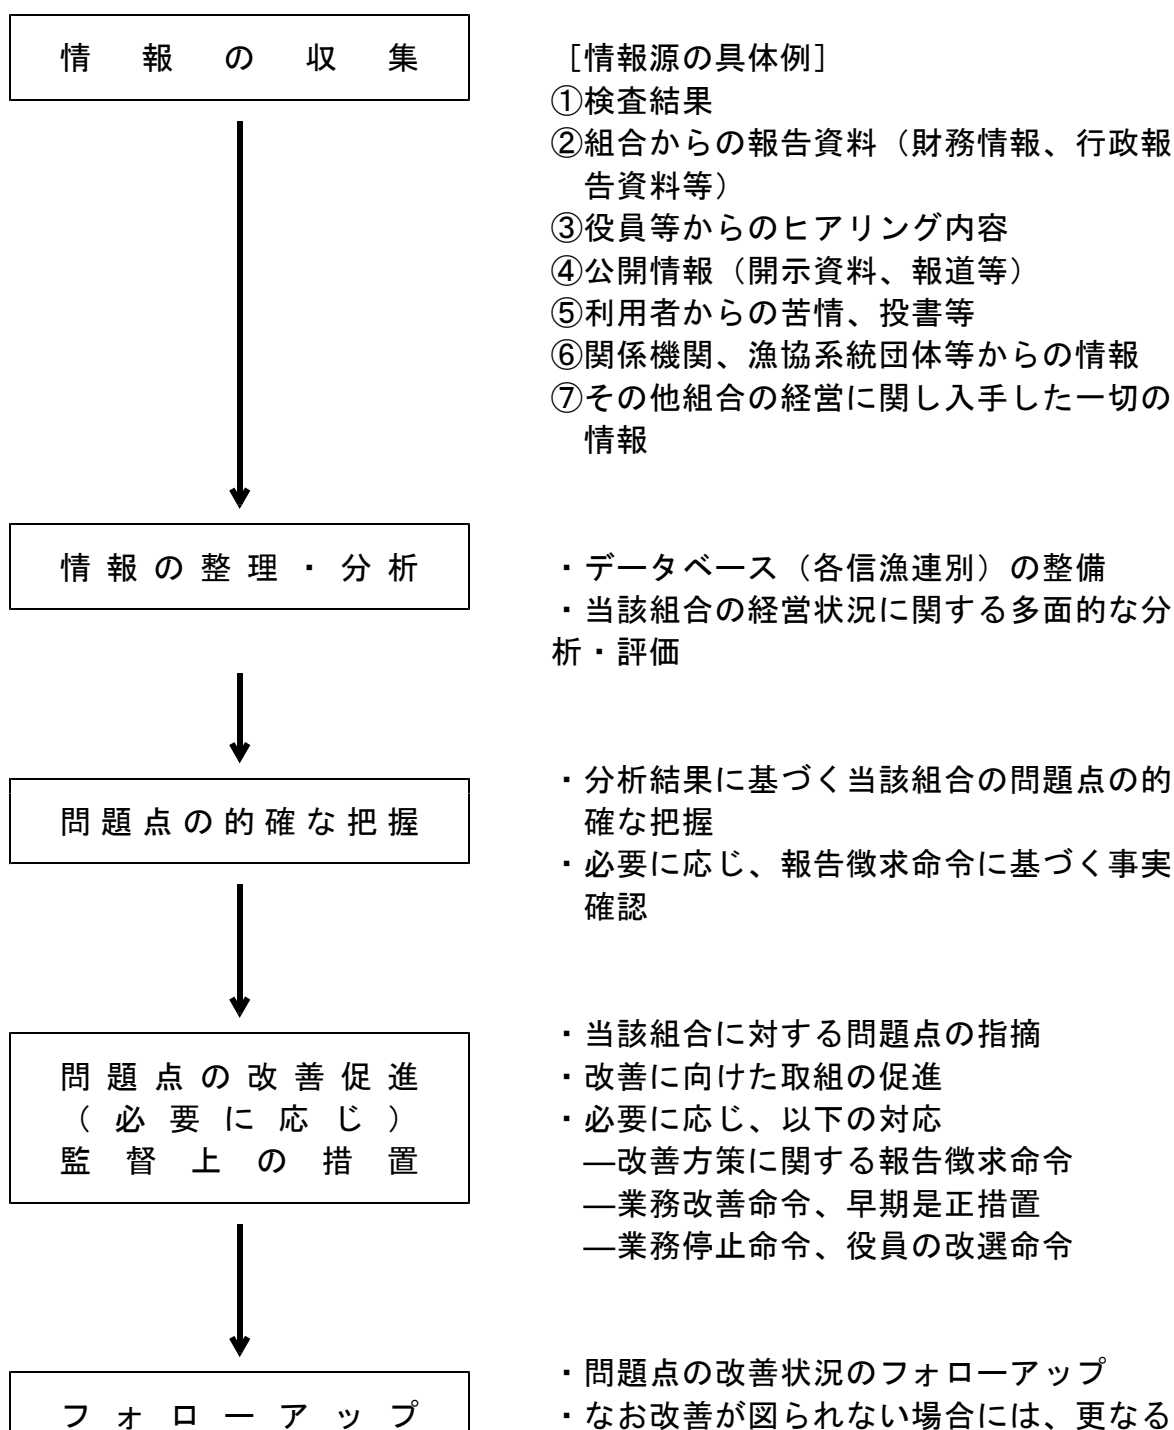 情報の収集
［情報源の具体例］
①検査結果
②組合からの報告資料（財務情報、行政報
告資料等）
③役員等からのヒアリング内容
④公開情報（開示資料、報道等）
⑤利用者からの苦情、投書等
⑥関係機関、漁協系統団体等からの情報
⑦その他組合の経営に関し入手した一切の
情報
情報の整理・分析
・データベース（各信漁連別）の整備
・当該組合の経営状況に関する多面的な分
析・評価
問題点の的確な把握
・分析結果に基づく当該組合の問題点の的
確な把握
・必要に応じ、報告徴求命令に基づく事実
確認
問題点の改善促進
（必要に応じ）
監督上の措置
・当該組合に対する問題点の指摘
・改善に向けた取組の促進
・必要に応じ、以下の対応
―改善方策に関する報告徴求命令
―業務改善命令、早期是正措置
―業務停止命令、役員の改選命令
フォローアップ
・問題点の改善状況のフォローアップ
・なお改善が図られない場合には、更なる